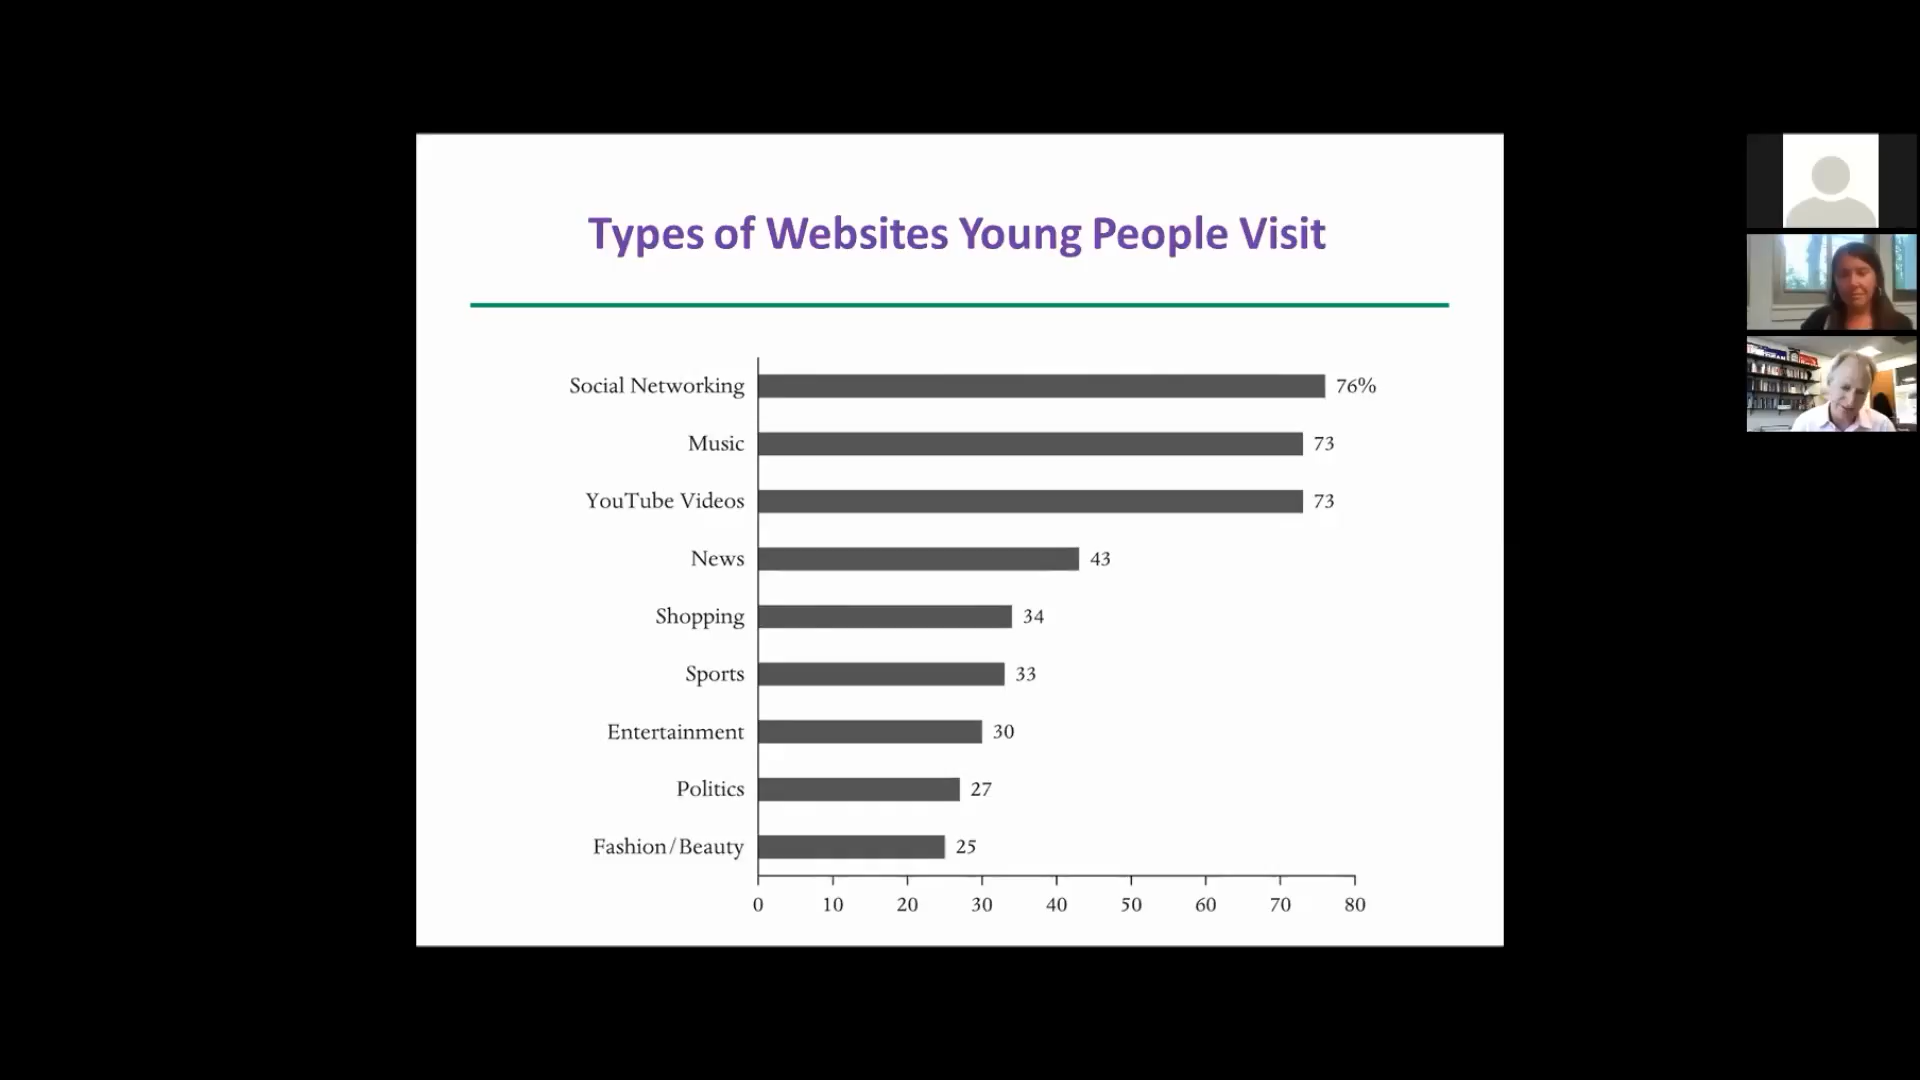 Types of Websites Young People Visit
Social Networking 76%
Music 73
YouTube Videos 73
News 43
Shopping 34
Sports 33
Entertainment 30
Politics 27
Fashion/Beauty 25
0 10 20 30 40 50 60 70 80